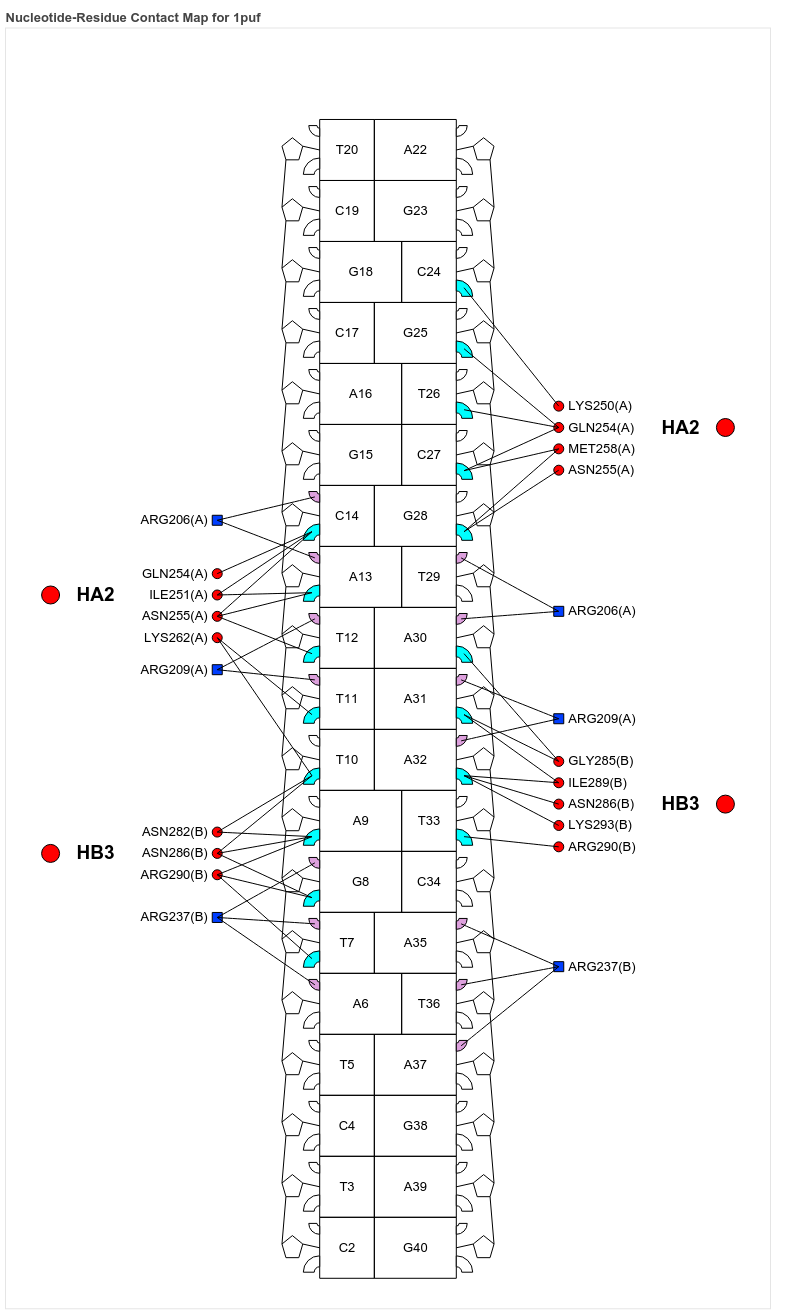 Nucleotide-Residue Contact Map for 1puf
T20 A22
C19 G23
G18 C24
C17 G25
A16 T26
LYS250(A)
GLN254(A)
HA2
MET258(A)
G15 C27
ASN255(A)
C14 G28
ARG206(A)
GLN254(A)
A13 T29
ILE251(A)
HA2
ARG206(A)
ASN255(A)
LYS262(A)
T12 A30
ARG209(A)
T11 A31
ARG209(A)
T10 A32
GLY285(B)
ILE289(B)
ASN286(B)
HB3
A9 T33
LYS293(B)
ASN282(B)
ARG290(B)
ASN286(B)
HB3
ARG290(B)
G8 C34
ARG237(B)
T7 A35
ARG237(B)
A6 T36
T5 A37
C4 G38
T3 A39
C2 G40